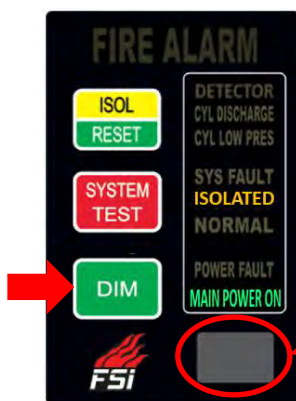 FIRE ALARM
ISOL
RESET
SYSTEM
TEST
DIM
FSi
DETECTOR
CYL DISCHARGE
CYL LOW PRES
SYS FAULT
ISOLATED
NORMAL
POWER FAULT
MAIN POWER ON